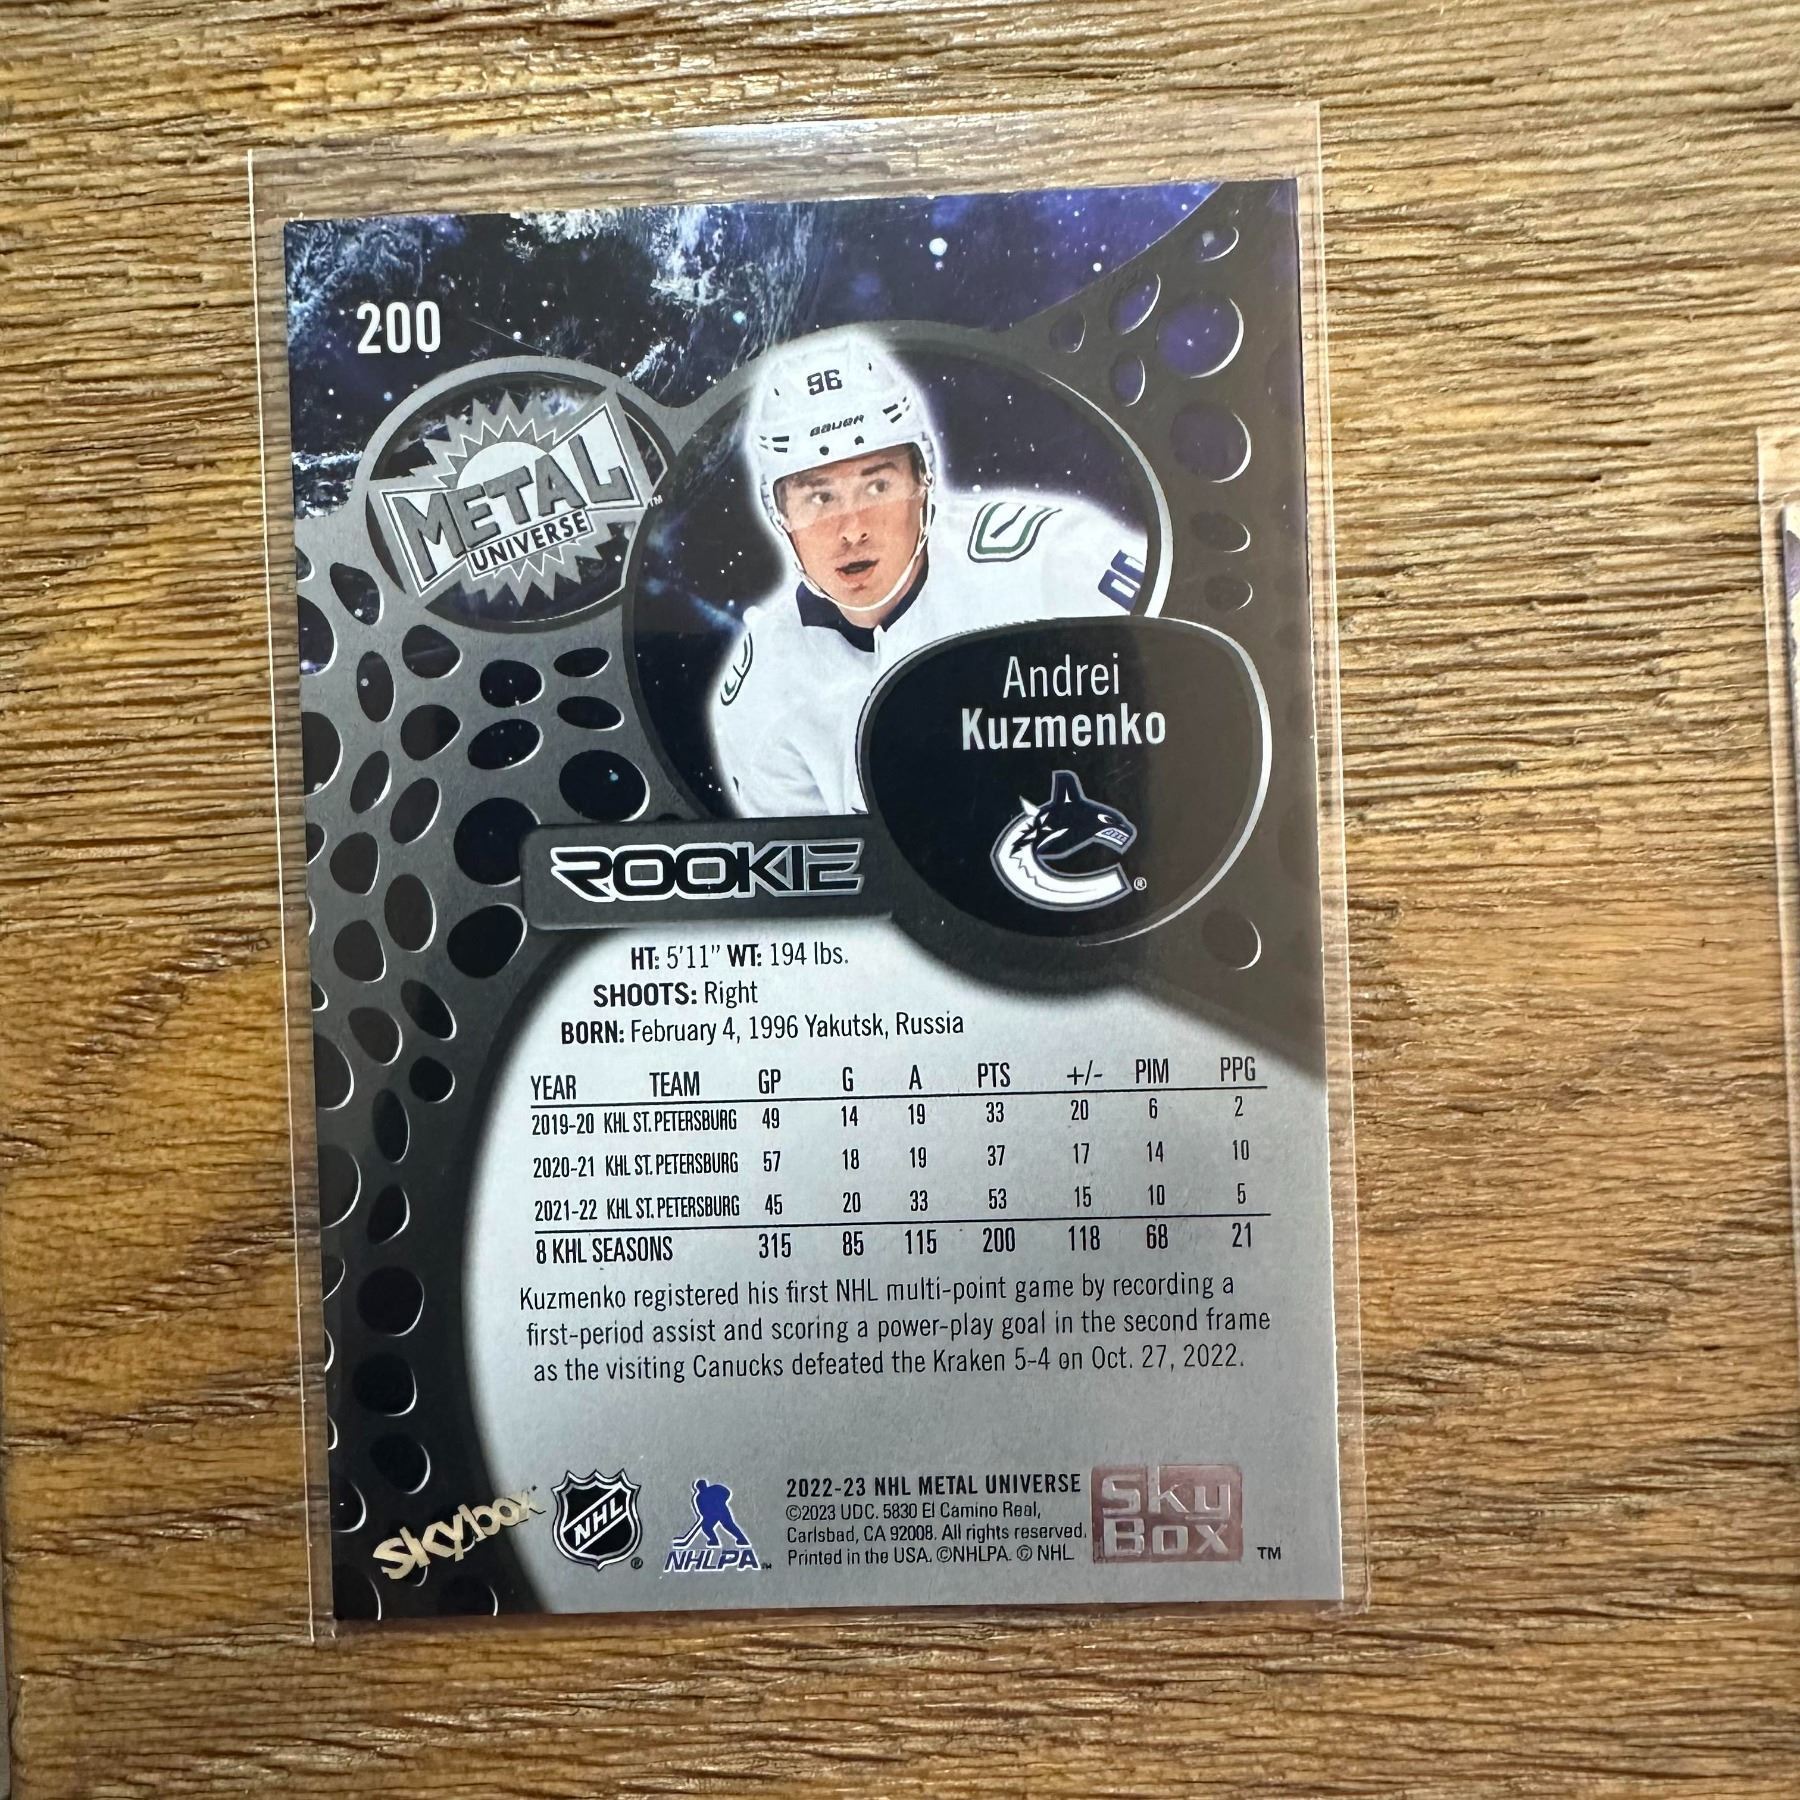 200
96
BAUER
METAL
UNIVERSE
TM
96
Andrei
Kuzmenko
®
ROOKIE
HT: 5'11" WT: 194 lbs.
SHOOTS: Right
BORN: February 4, 1996 Yakutsk, Russia
YEAR TEAM GP G A PTS +/- PIM PPG
2019-20 KHL ST. PETERSBURG 49 14 19 33 20 6 2
2020-21 KHL ST. PETERSBURG 57 18 19 37 17 14 10
2021-22 KHL ST. PETERSBURG 45 20 33 53 15 10 5
8 KHL SEASONS 315 85 115 200 118 68 21
Kuzmenko registered his first NHL multi-point game by recording a
first-period assist and scoring a power-play goal in the second frame
as the visiting Canucks defeated the Kraken 5-4 on Oct. 27, 2022.
skybox
NHL
®
NHLPA
TM
2022-23 NHL METAL UNIVERSE
©2023 UDC. 5830 El Camino Real,
Carlsbad, CA 92008. All rights reserved.
Printed in the USA. ©NHLPA. © NHL
Sky
Box
TM